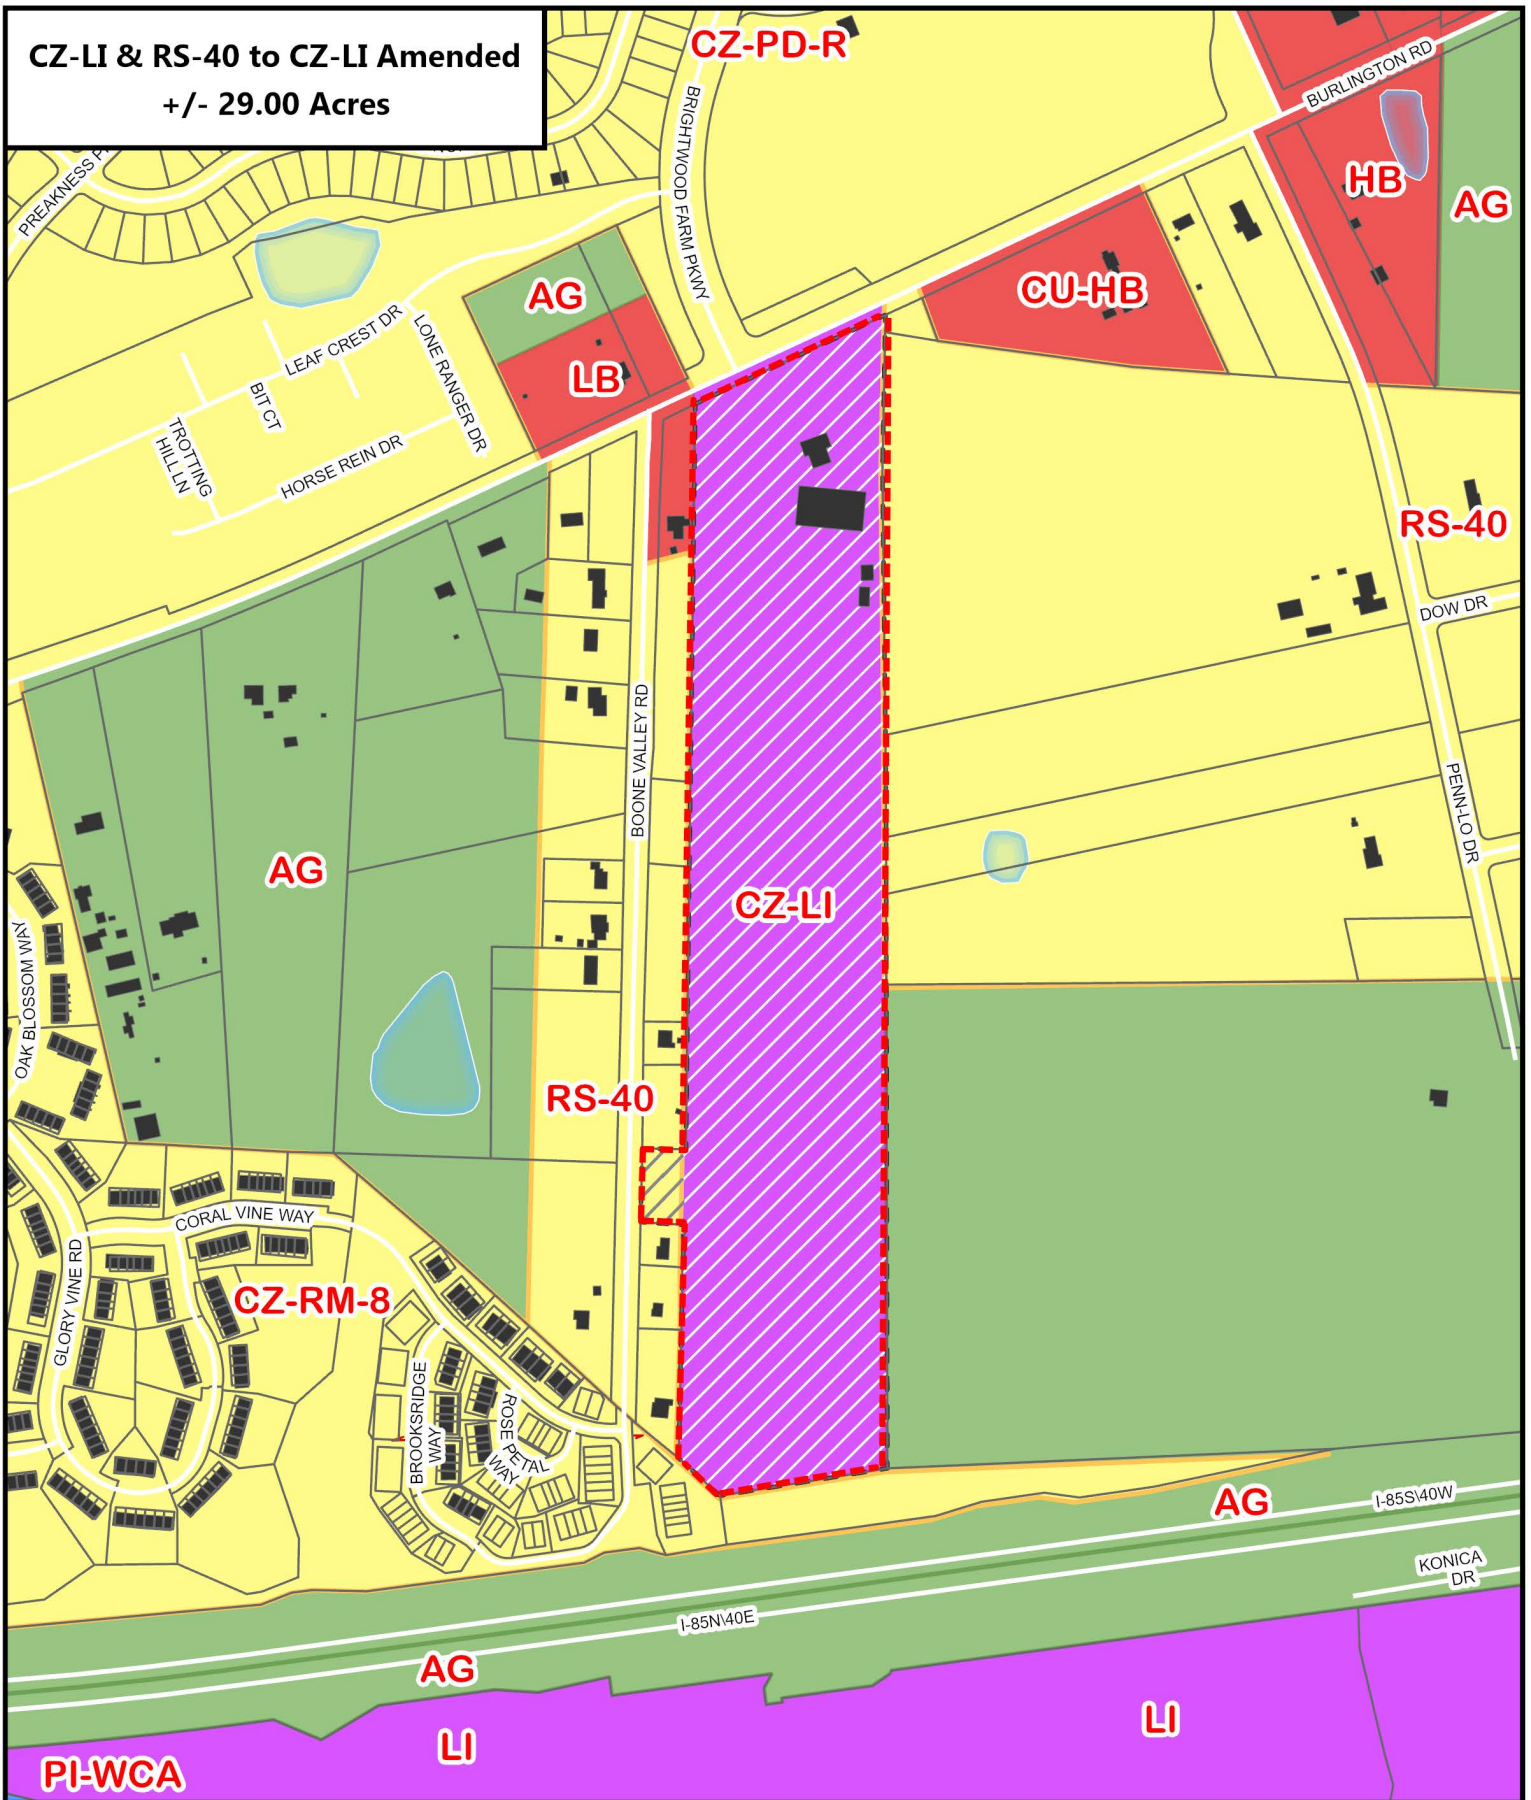 CZ-LI & RS-40 to CZ-LI Amended
+/- 29.00 Acres
CZ-PD-R
BURLINGTON RD
PREAKNESS
BRIGHTWOOD FARM PKWY
HB
AG
AG
CU-HB
LEAF CREST DR
LONE RANGER DR
LB
BIT CT
TROTTING
HILL LN
HORSE REIN DR
RS-40
DOW DR
BOONE VALLEY RD
PENN-LO DR
AG
CZ-LI
OAK BLOSSOM WAY
RS-40
CORAL VINE WAY
GLORY VINE RD
CZ-RM-8
BROOKSRIDGE
WAY
ROSE PETAL
WAY
AG
I-85S\40W
KONICA
DR
I-85N\40E
AG
LI
LI
PI-WCA